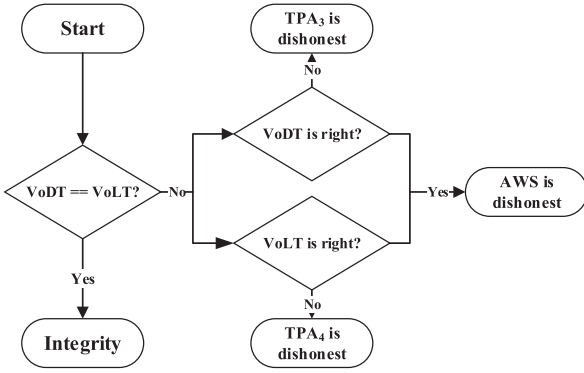 Start
TPA₃ is
dishonest
No
VoDT is right?
VoDT == VoLT?
No
Yes
AWS is
dishonest
VoLT is right?
Yes
No
Integrity
TPA₄ is
dishonest